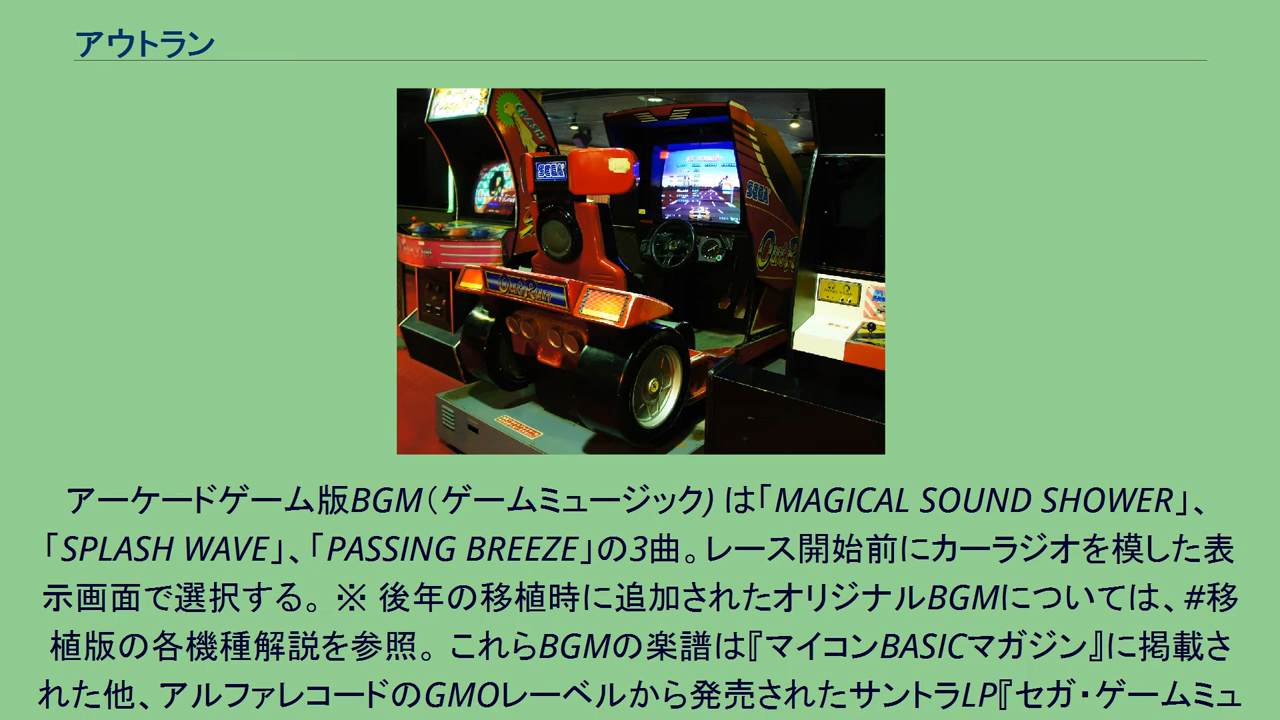 アウトラン
CRASH!
SEGA
SEGA
OutRun
OutRun
アーケードゲーム版BGM（ゲームミュージック) は「MAGICAL SOUND SHOWER」、
「SPLASH WAVE」、「PASSING BREEZE」の3曲。レース開始前にカーラジオを模した表
示画面で選択する。※ 後年の移植時に追加されたオリジナルBGMについては、#移
植版の各機種解説を参照。これらBGMの楽譜は『マイコンBASICマガジン』に掲載さ
れた他、アルファレコードのGMOレーベルから発売されたサントラLP『セガ・ゲームミュ